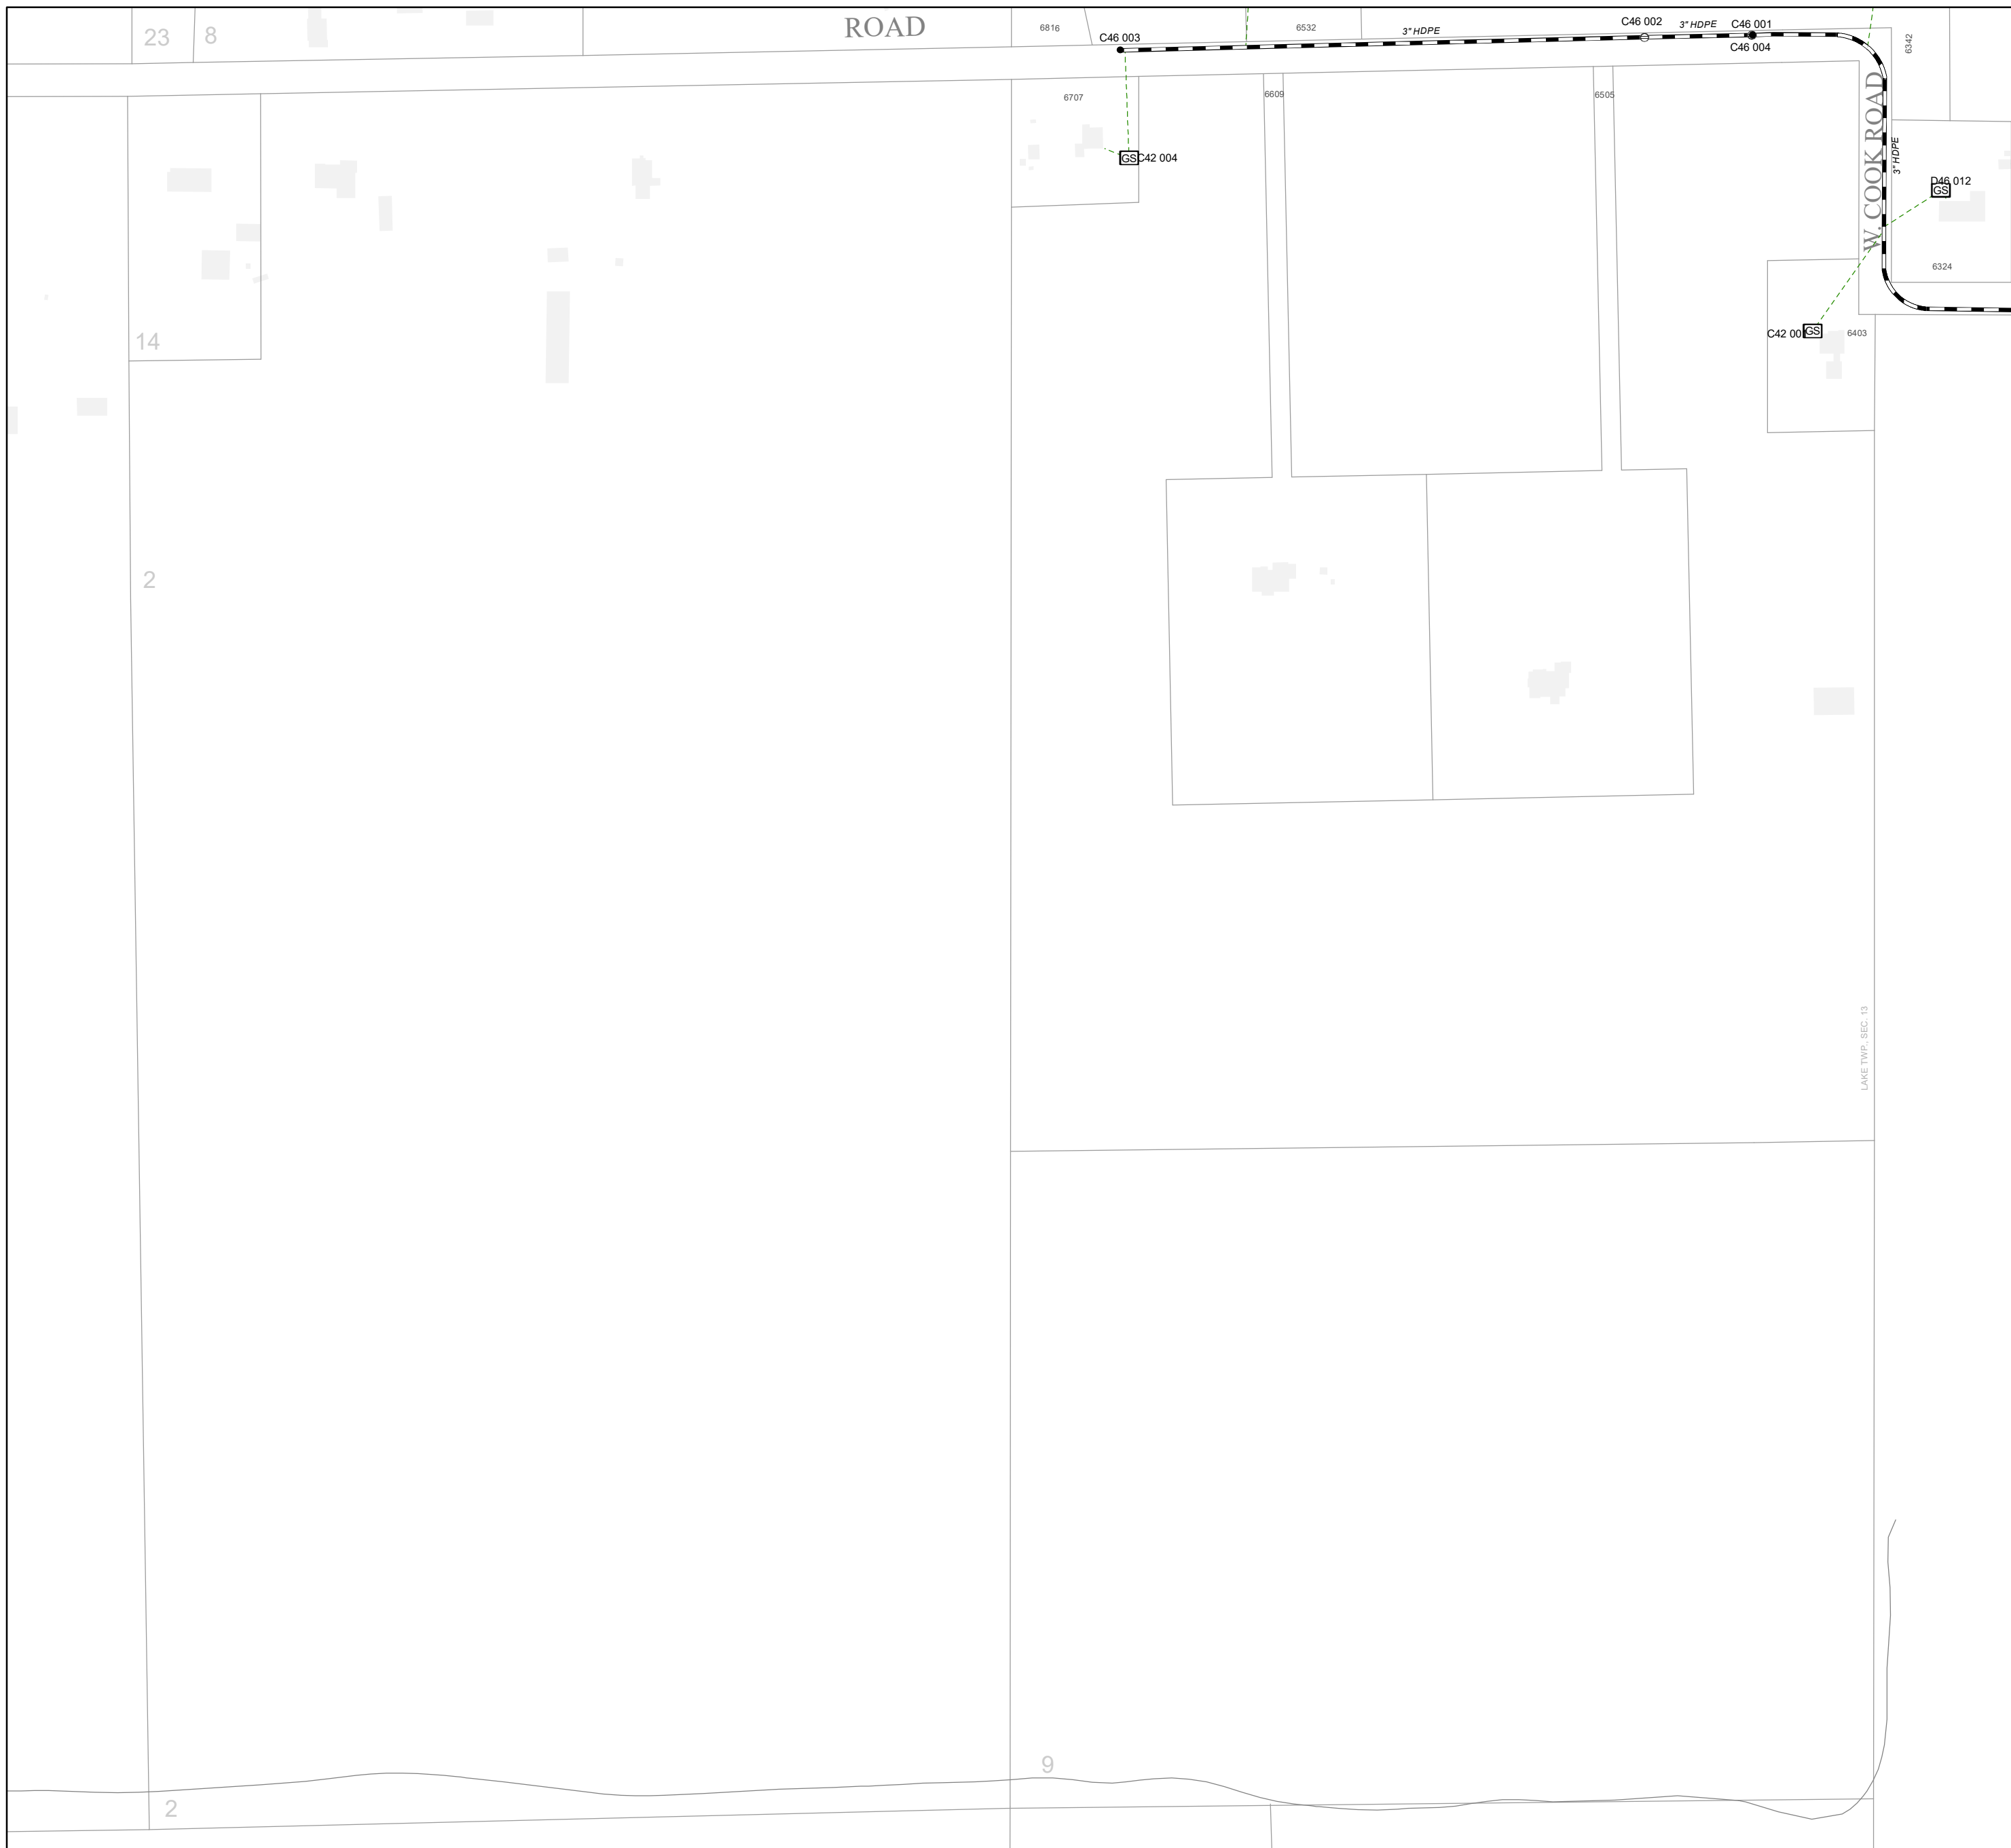 23
8
ROAD
6816
6532
3" HDPE
C46 002
3" HDPE
C46 001
C46 003
C46 004
6342
6707
6609
6505
W. COOK ROAD
3" HDPE
GS
C42 004
D46 012
GS
6324
14
C42 00
GS
6403
2
LAKE TWP., SEC. 13
9
2